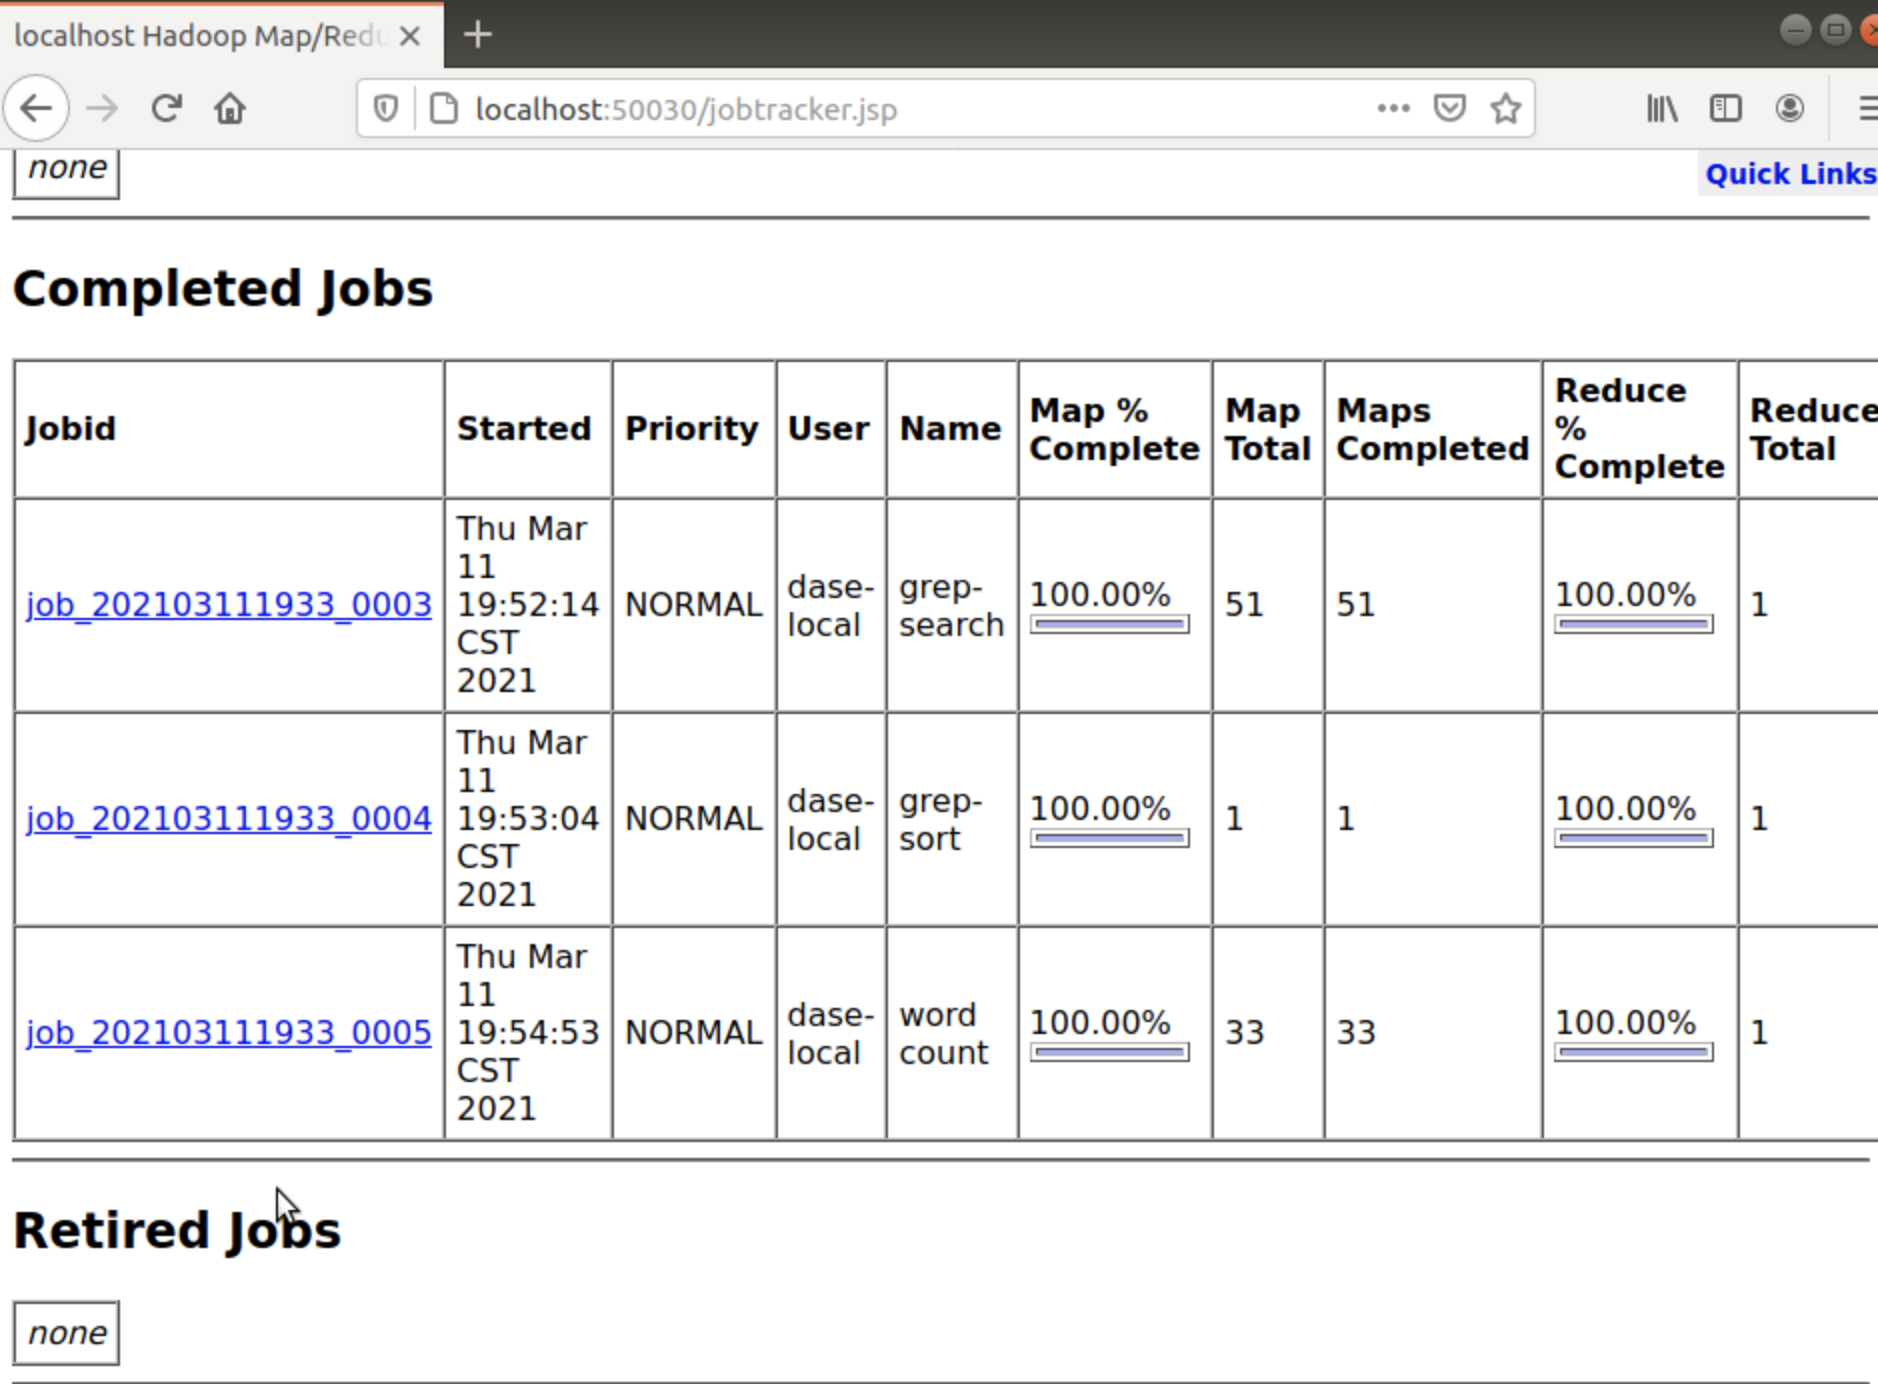 localhost Hadoop Map/Redu
localhost:50030/jobtracker.jsp
none
Quick Links
Completed Jobs
Jobid
Started
Priority
User
Name
Map %
Complete
Map
Total
Maps
Completed
Reduce
%
Complete
Reduce
Total
job_202103111933_0003
Thu Mar
11
19:52:14
CST
2021
NORMAL
dase-
local
grep-
search
100.00%
51
51
100.00%
1
job_202103111933_0004
Thu Mar
11
19:53:04
CST
2021
NORMAL
dase-
local
grep-
sort
100.00%
1
1
100.00%
1
job_202103111933_0005
Thu Mar
11
19:54:53
CST
2021
NORMAL
dase-
local
word
count
100.00%
33
33
100.00%
1
Retired Jobs
none